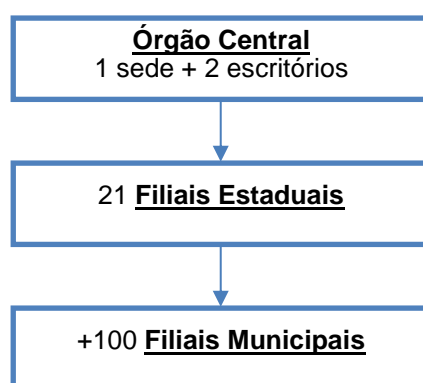 Órgão Central
1 sede + 2 escritórios
21 Filiais Estaduais
+100 Filiais Municipais